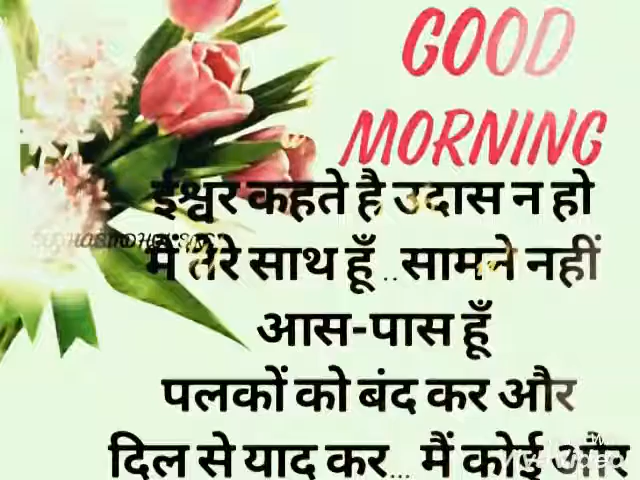 GOOD
MORNING
ईश्वर कहते है उदास न हो
मैं तेरे साथ हूँ ..सामने नहीं
आस-पास हूँ
पलकों को बंद कर और
दिल से याद कर... मैं कोई और